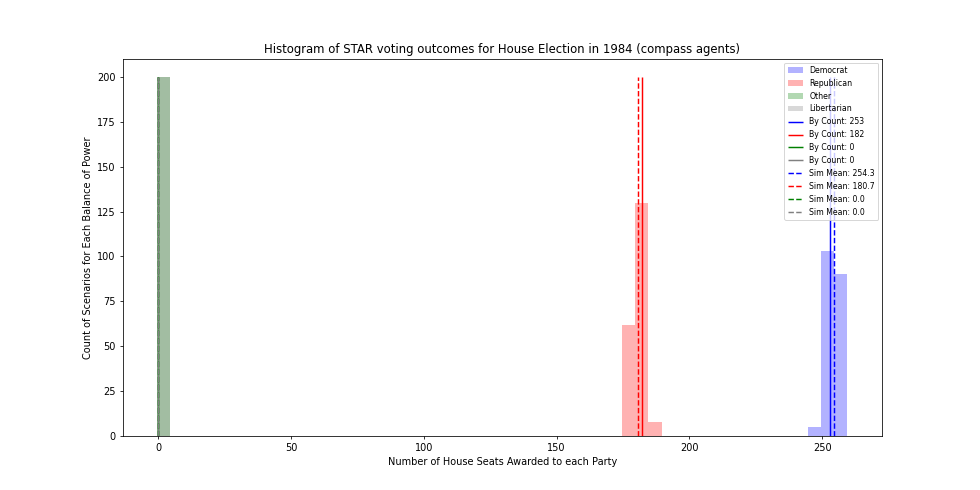 Histogram of STAR voting outcomes for House Election in 1984 (compass agents)
Count of Scenarios for Each Balance of Power
200
175
150
125
100
75
50
25
0
Democrat
Republican
Other
Libertarian
By Count: 253
By Count: 182
By Count: 0
By Count: 0
Sim Mean: 254.3
Sim Mean: 180.7
Sim Mean: 0.0
Sim Mean: 0.0
0
50
100
150
200
250
Number of House Seats Awarded to each Party